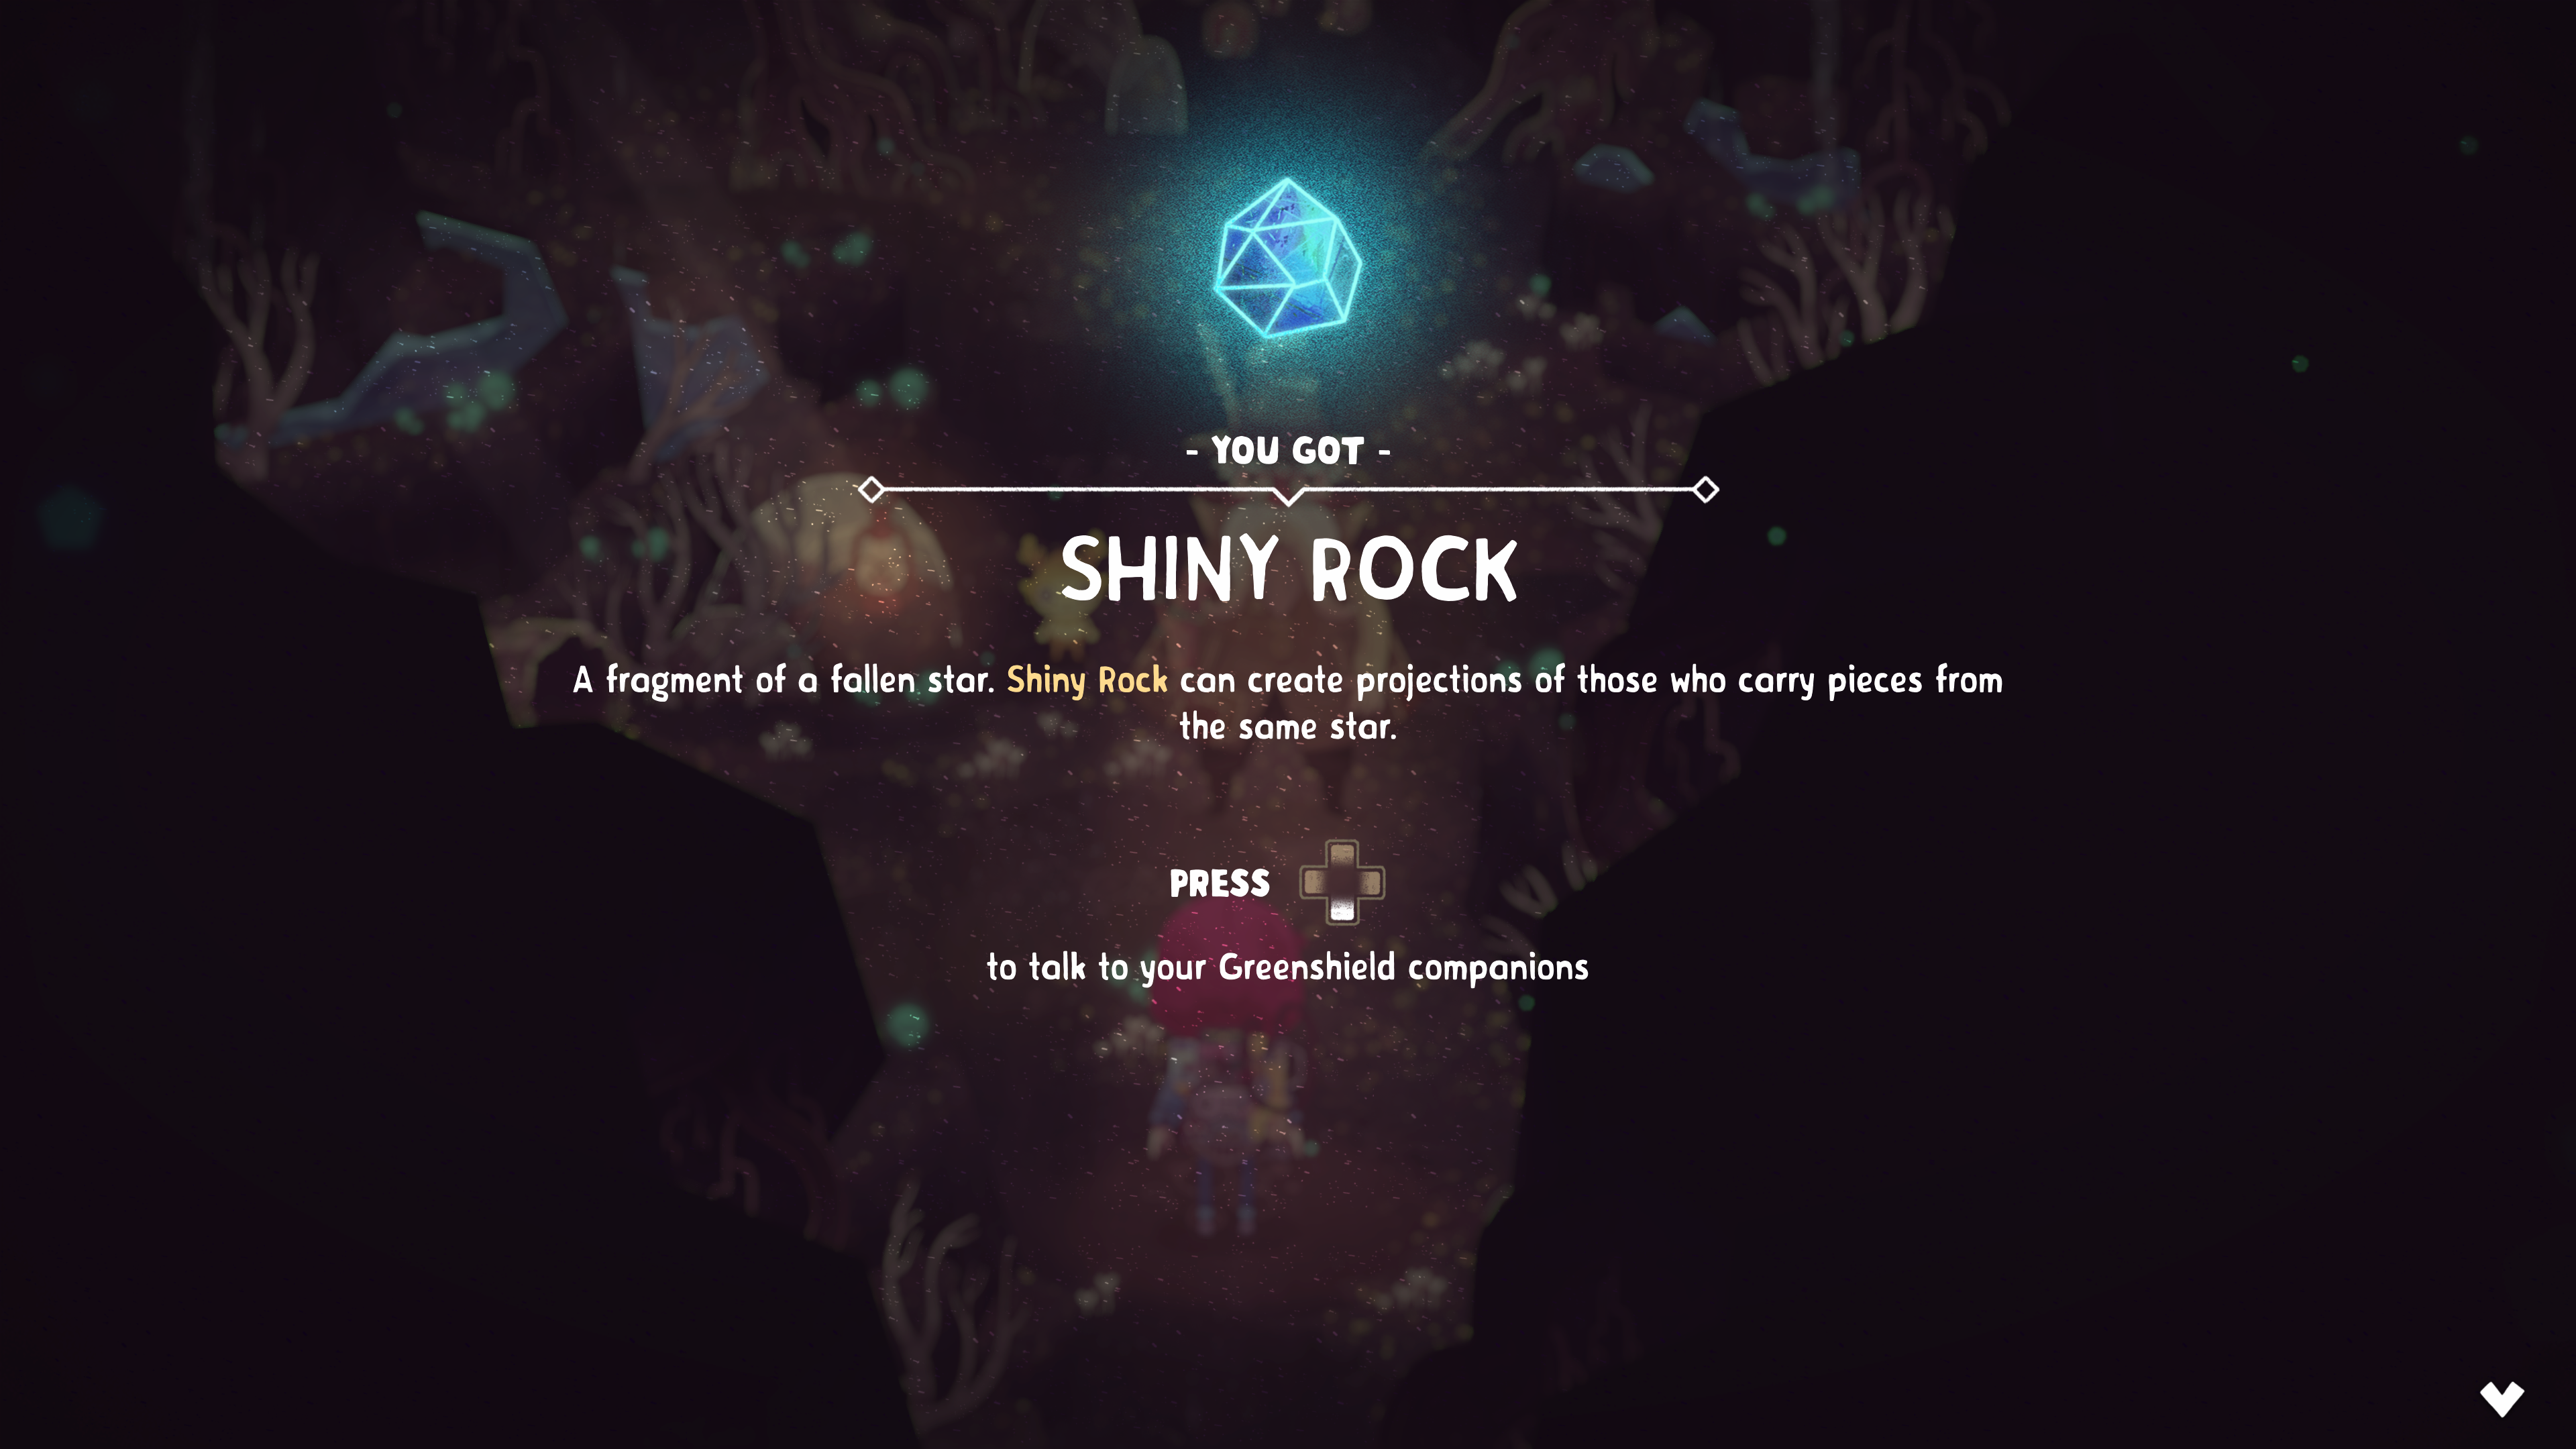 - YOU GOT -
SHINY ROCK
A fragment of a fallen star. Shiny Rock can create projections of those who carry pieces from
the same star.
PRESS
to talk to your Greenshield companions